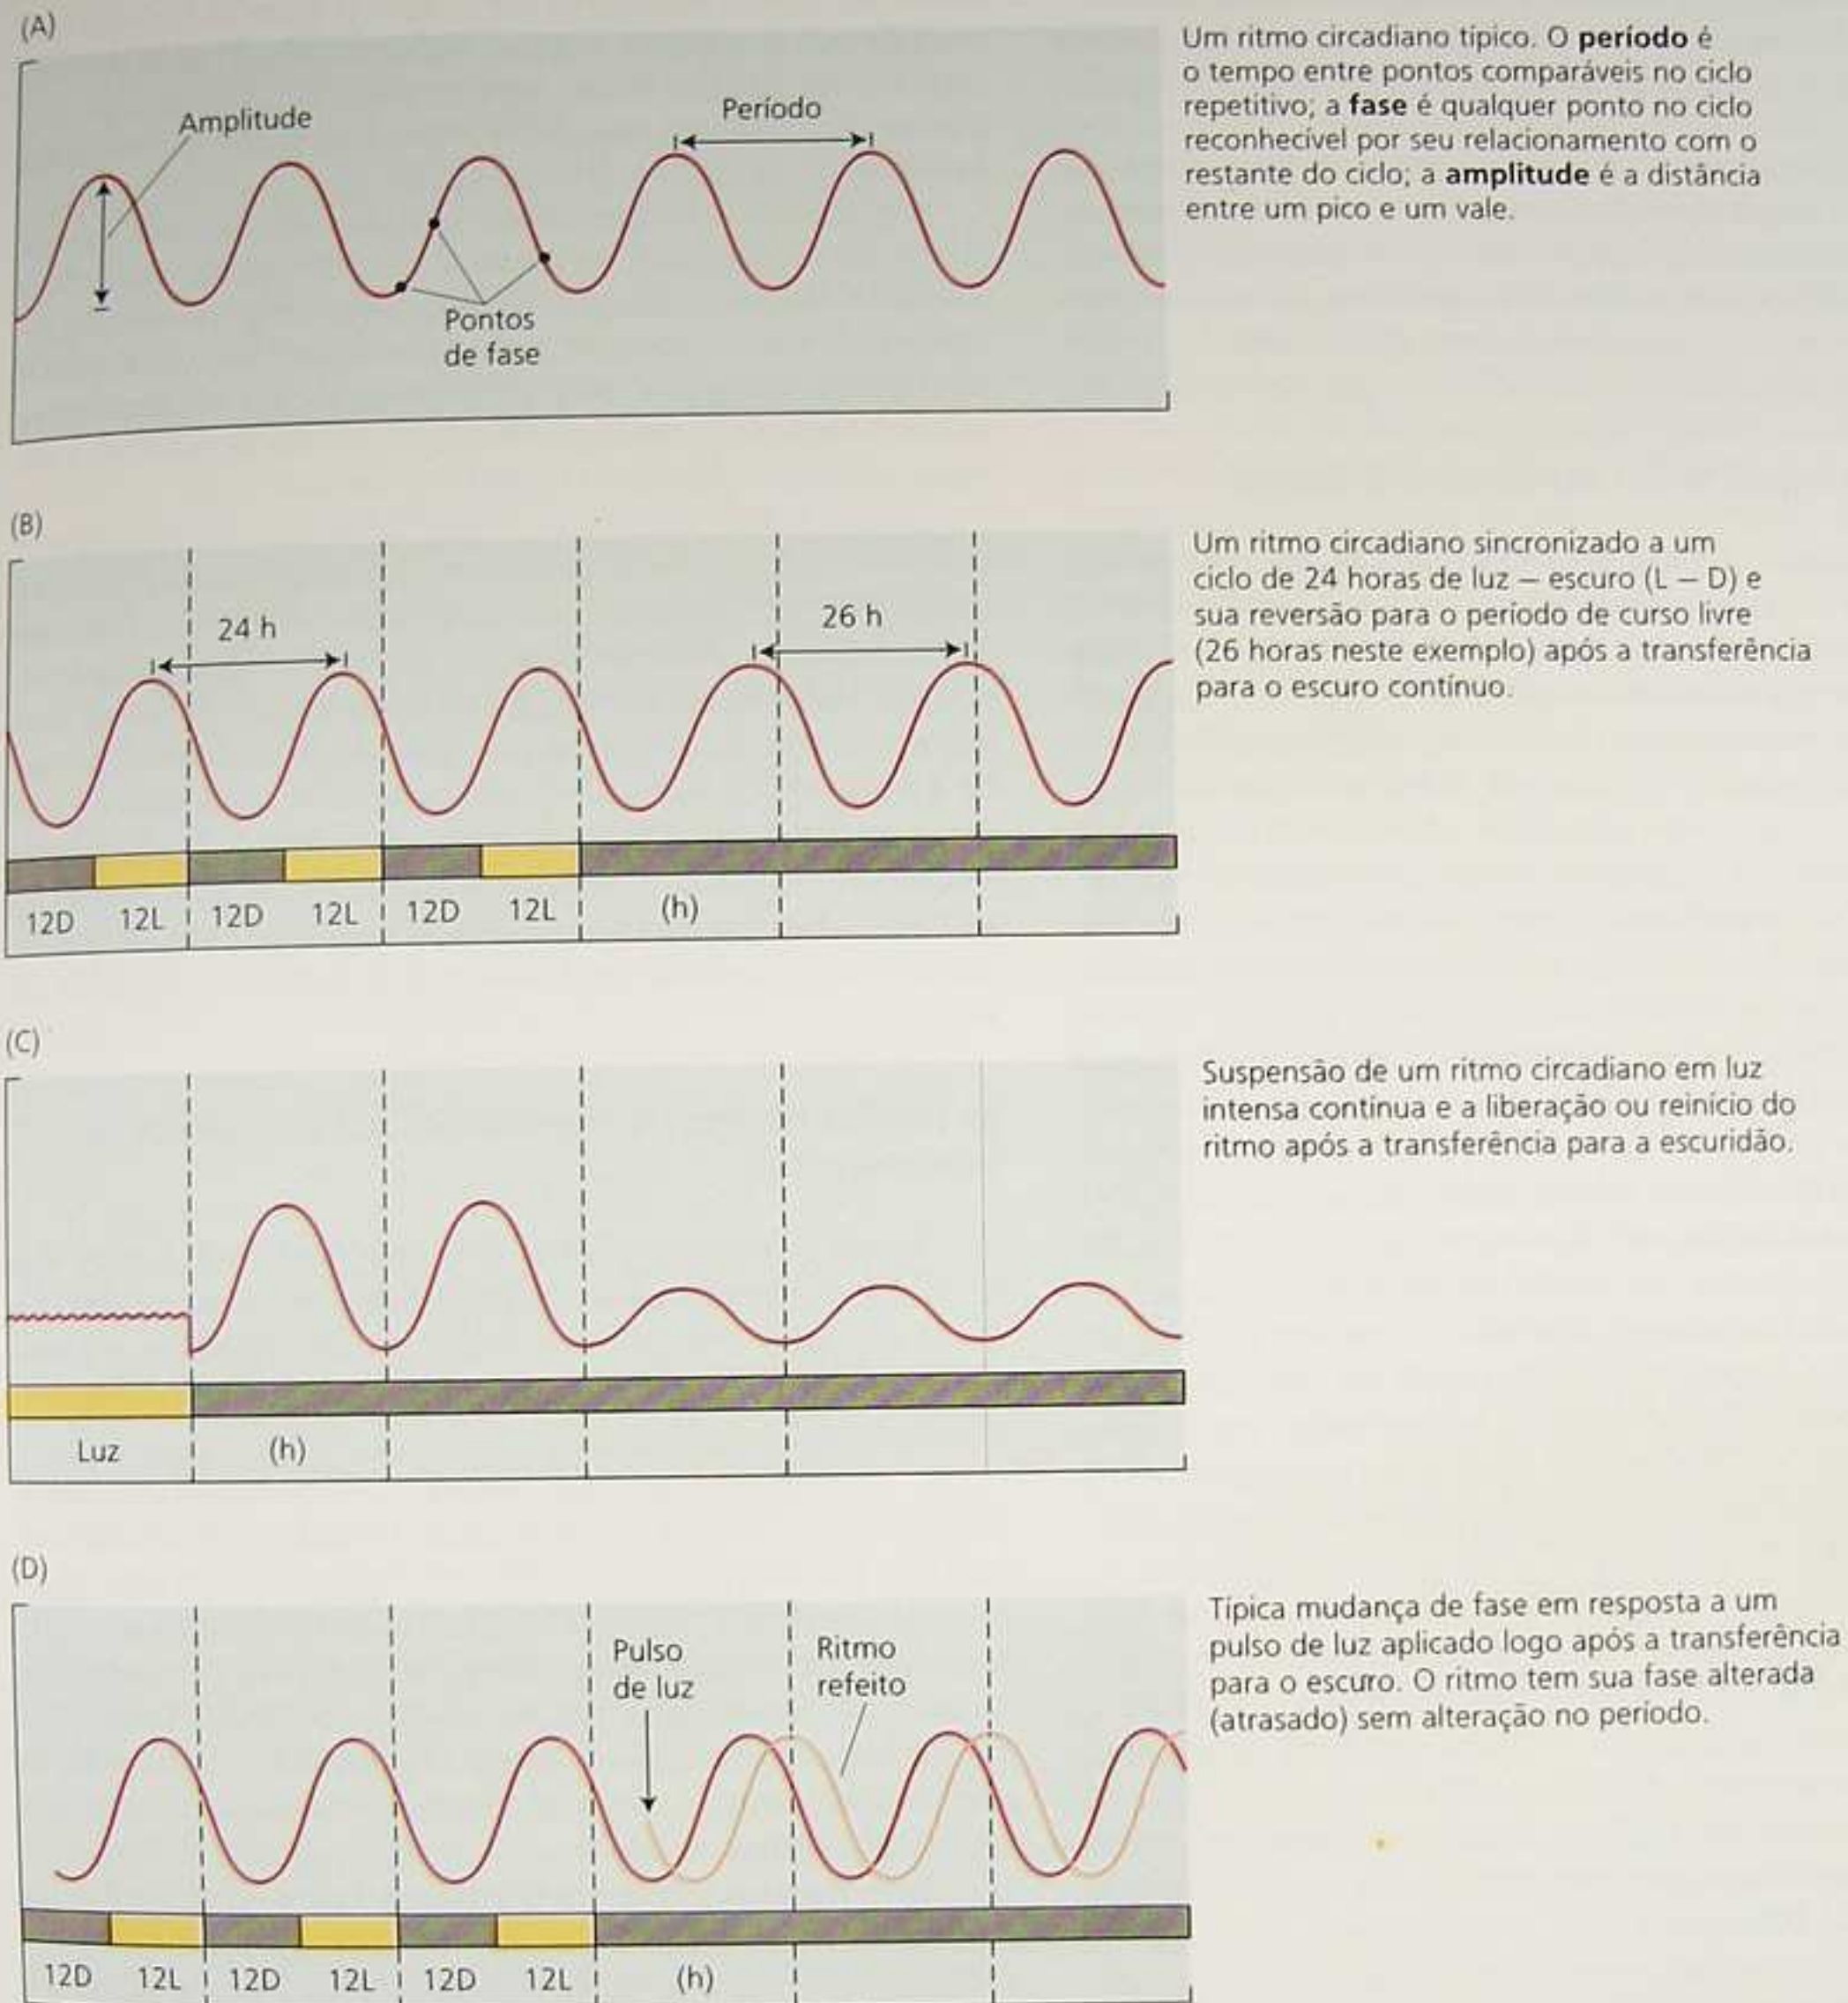 (A)
Amplitude
Período
Pontos
de fase
Um ritmo circadiano típico. O período é
o tempo entre pontos comparáveis no ciclo
repetitivo; a fase é qualquer ponto no ciclo
reconhecível por seu relacionamento com o
restante do ciclo; a amplitude é a distância
entre um pico e um vale.
(B)
24 h
26 h
12D 12L 12D 12L 12D 12L (h)
Um ritmo circadiano sincronizado a um
ciclo de 24 horas de luz – escuro (L – D) e
sua reversão para o período de curso livre
(26 horas neste exemplo) após a transferência
para o escuro contínuo.
(C)
Luz (h)
Suspensão de um ritmo circadiano em luz
intensa contínua e a liberação ou reinício do
ritmo após a transferência para a escuridão.
(D)
Pulso
de luz
Ritmo
refeito
12D 12L 12D 12L 12D 12L (h)
Típica mudança de fase em resposta a um
pulso de luz aplicado logo após a transferência
para o escuro. O ritmo tem sua fase alterada
(atrasado) sem alteração no período.